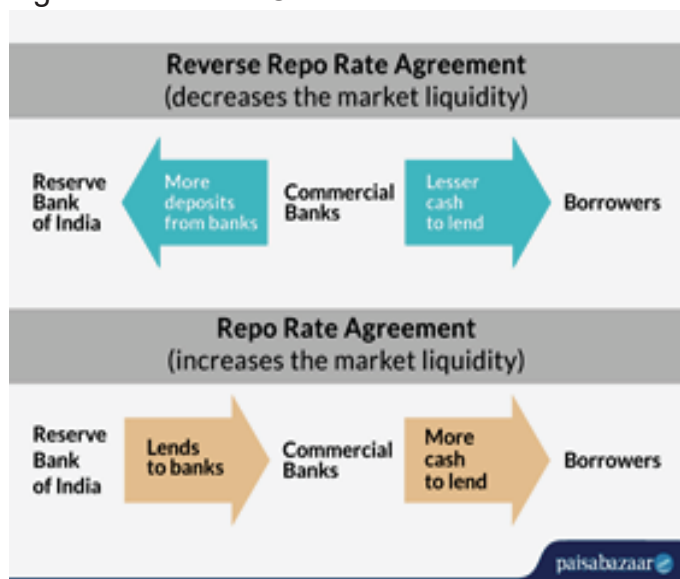 Reverse Repo Rate Agreement
(decreases the market liquidity)
Reserve
Bank
of India
More
deposits
from banks
Commercial
Banks
Lesser
cash
to lend
Borrowers
Repo Rate Agreement
(increases the market liquidity)
Reserve
Bank
of India
Lends
to banks
Commercial
Banks
More
cash
to lend
Borrowers
paisabazaar